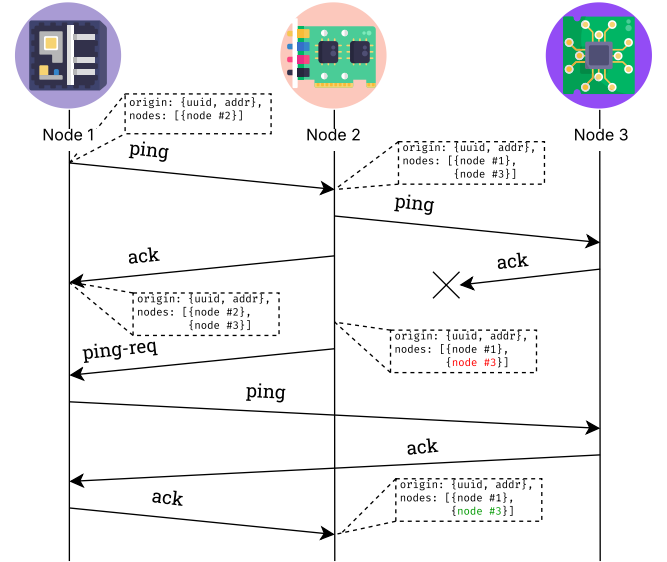 origin: {uuid, addr},
nodes: [{node #2}]
Node 1
Node 2
Node 3
ping
origin: {uuid, addr},
nodes: [{node #1},
{node #3}]
ping
ack
ack
origin: {uuid, addr},
nodes: [{node #2},
{node #3}]
origin: {uuid, addr},
nodes: [{node #1},
{node #3}]
ping-req
ping
ack
ack
origin: {uuid, addr},
nodes: [{node #1},
{node #3}]